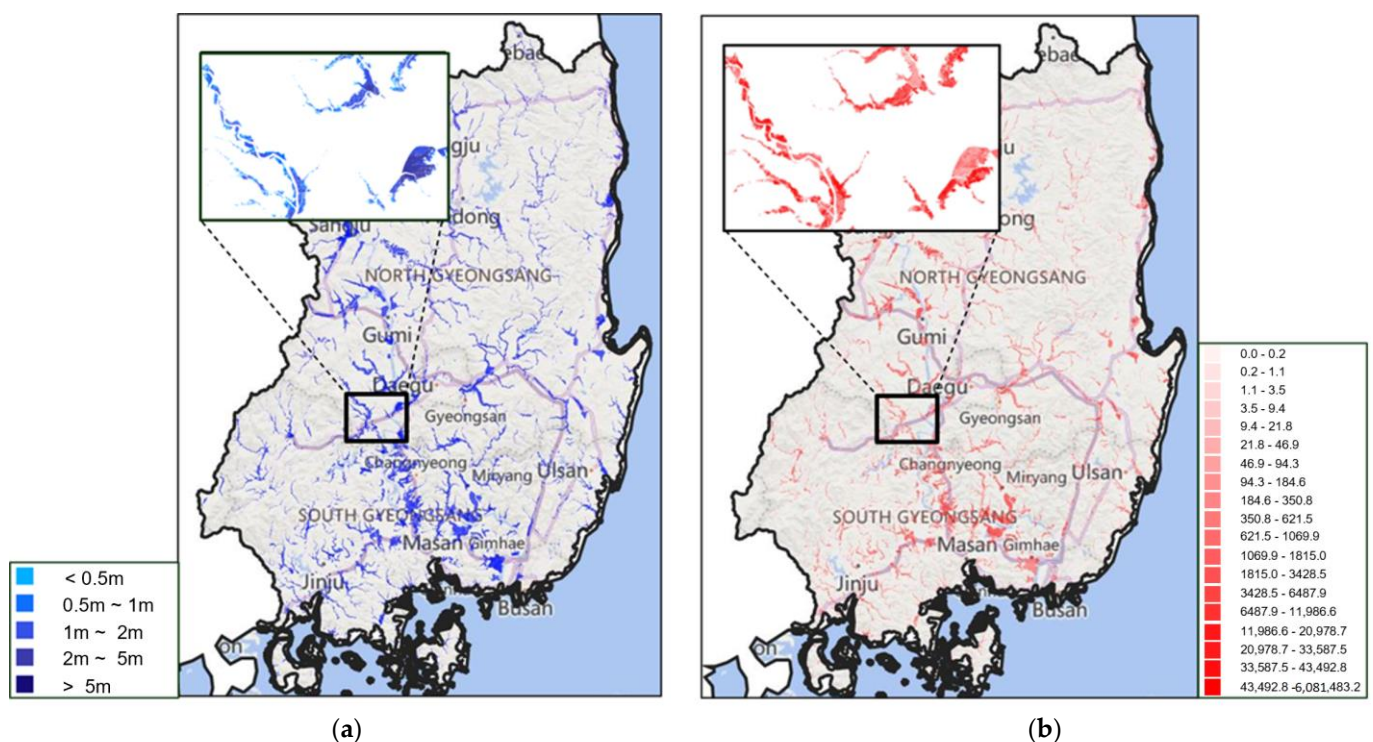 ebae
gju
Sangju
dong
NORTH GYEONGSANG
Gumi
Daegu
Gyeongsan
Changnyeong
Miryang
Ulsan
SOUTH GYEONGSANG
Masan
Gimhae
Jinju
Busan
on
< 0.5m
0.5m ~ 1m
1m ~ 2m
2m ~ 5m
> 5m
(a)
ebae
ju
ong
NORTH GYEONGSANG
Gumi
Daegu
Gyeongsan
Changnyeong
Miryang
Ulsan
SOUTH GYEONGSANG
Masan
Gimhae
Jinju
Busan
on
0.0 - 0.2
0.2 - 1.1
1.1 - 3.5
3.5 - 9.4
9.4 - 21.8
21.8 - 46.9
46.9 - 94.3
94.3 - 184.6
184.6 - 350.8
350.8 - 621.5
621.5 - 1069.9
1069.9 - 1815.0
1815.0 - 3428.5
3428.5 - 6487.9
6487.9 - 11,986.6
11,986.6 - 20,978.7
20,978.7 - 33,587.5
33,587.5 - 43,492.8
43,492.8 -6,081,483.2
(b)